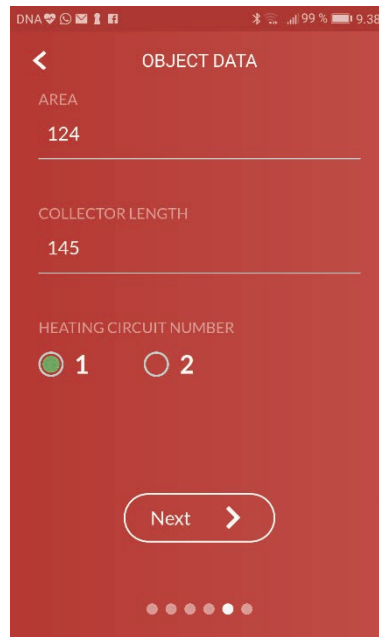 DNA 99 % 9.38
OBJECT DATA
AREA
124
COLLECTOR LENGTH
145
HEATING CIRCUIT NUMBER
1 2
Next